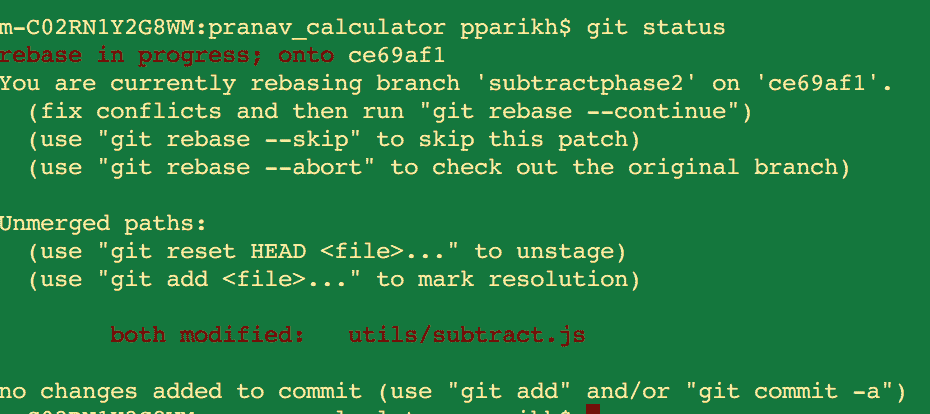 m-C02RN1Y2G8WM:pranav_calculator pparikh$ git status
rebase in progress; onto ce69af1
You are currently rebasing branch 'subtractphase2' on 'ce69af1'.
  (fix conflicts and then run "git rebase --continue")
  (use "git rebase --skip" to skip this patch)
  (use "git rebase --abort" to check out the original branch)

Unmerged paths:
  (use "git reset HEAD <file>..." to unstage)
  (use "git add <file>..." to mark resolution)

        both modified:   utils/subtract.js

no changes added to commit (use "git add" and/or "git commit -a")